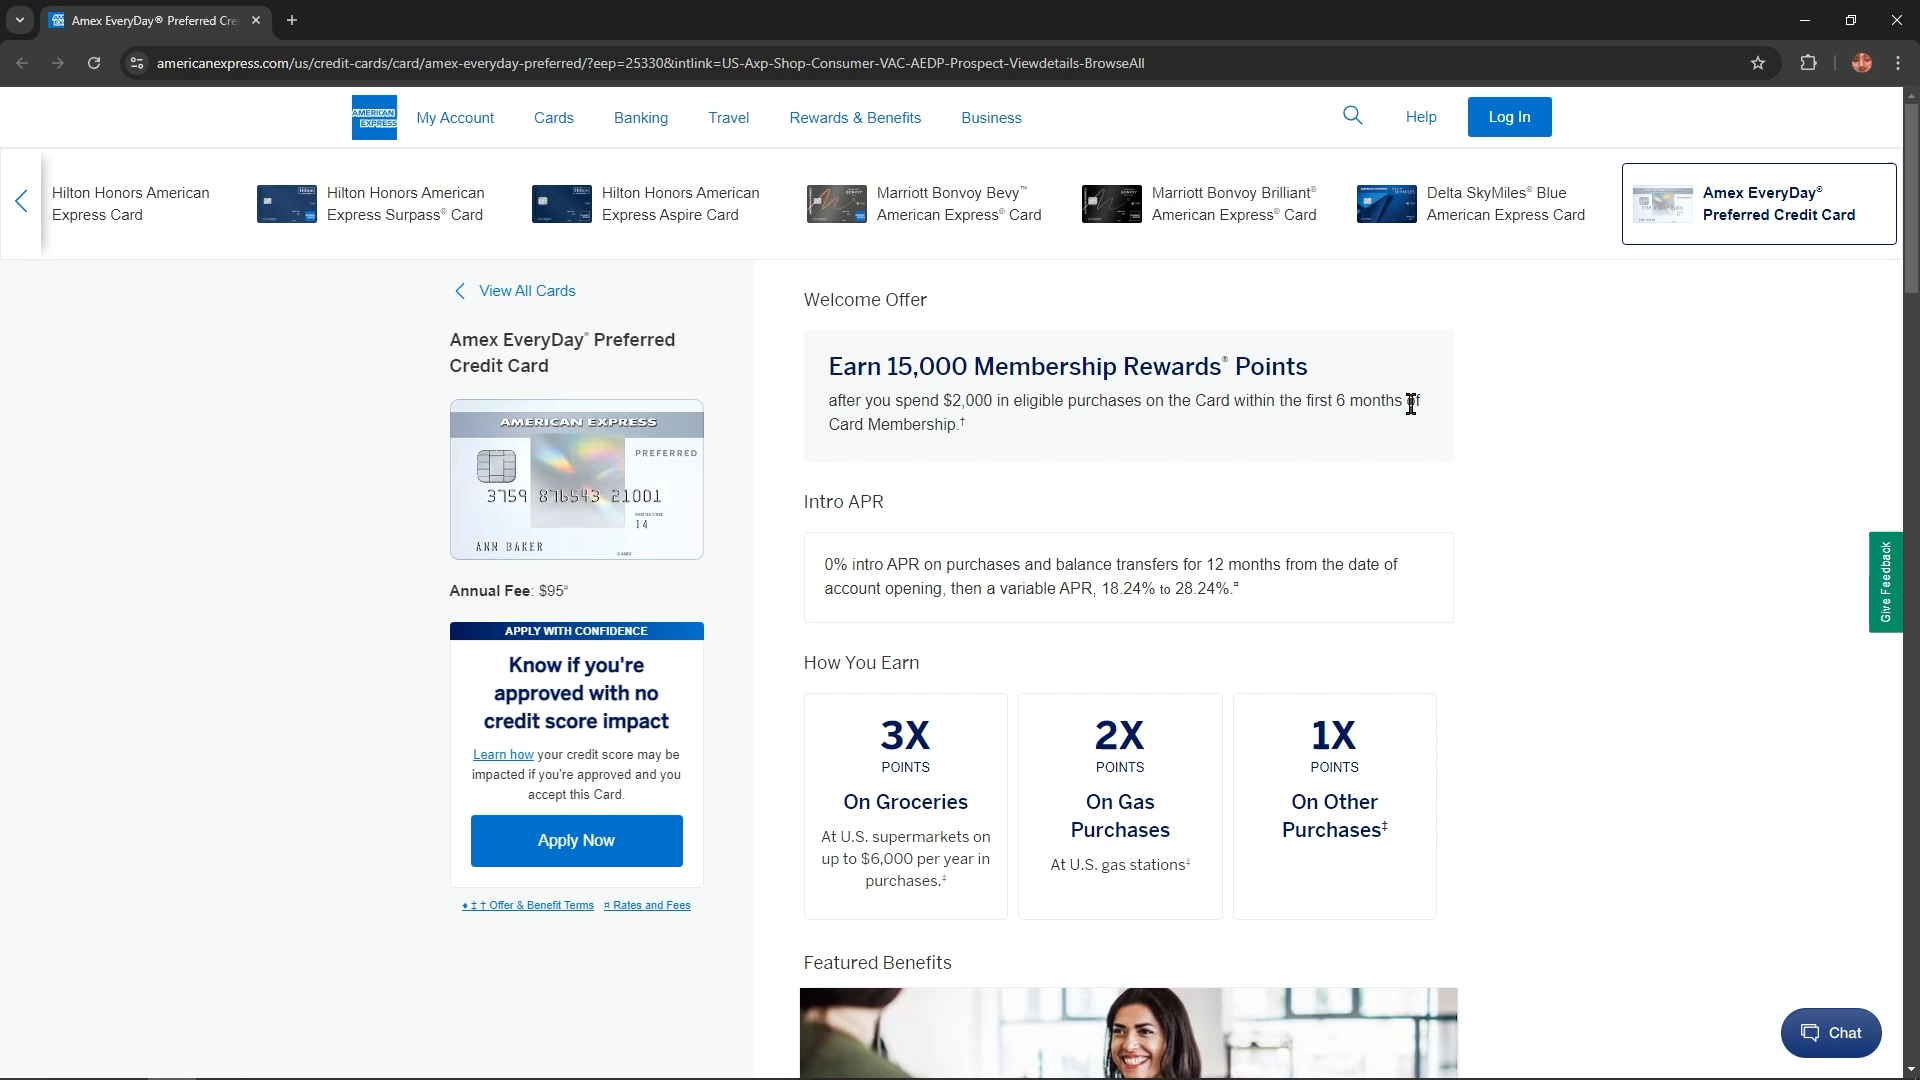 Amex EveryDay® Preferred Cre
americanexpress.com/us/credit-cards/card/amex-everyday-preferred/?eep=25330&intlink=US-Axp-Shop-Consumer-VAC-AEDP-Prospect-Viewdetails-BrowseAll
AMERICAN
EXPRESS
My Account
Cards
Banking
Travel
Rewards & Benefits
Business
Help
Log In
Hilton Honors American
Express Card
Hilton Honors American
Express Surpass® Card
Hilton Honors American
Express Aspire Card
Marriott Bonvoy Bevy™
American Express® Card
Marriott Bonvoy Brilliant®
American Express® Card
Delta SkyMiles® Blue
American Express Card
Amex EveryDay®
Preferred Credit Card
View All Cards
Amex EveryDay® Preferred
Credit Card
AMERICAN EXPRESS
PREFERRED
3759 876543 21001
MEMBER SINCE
14
ANN BAKER
Annual Fee: $95¤
APPLY WITH CONFIDENCE
Know if you're
approved with no
credit score impact
Learn how your credit score may be
impacted if you're approved and you
accept this Card.
Apply Now
♦ ‡ † Offer & Benefit Terms
¤ Rates and Fees
Welcome Offer
Earn 15,000 Membership Rewards® Points
after you spend $2,000 in eligible purchases on the Card within the first 6 months of
Card Membership.†
Intro APR
0% intro APR on purchases and balance transfers for 12 months from the date of
account opening, then a variable APR, 18.24% to 28.24%.¤
How You Earn
3X
POINTS
On Groceries
At U.S. supermarkets on
up to $6,000 per year in
purchases.‡
2X
POINTS
On Gas
Purchases
At U.S. gas stations‡
1X
POINTS
On Other
Purchases‡
Featured Benefits
Give Feedback
Chat